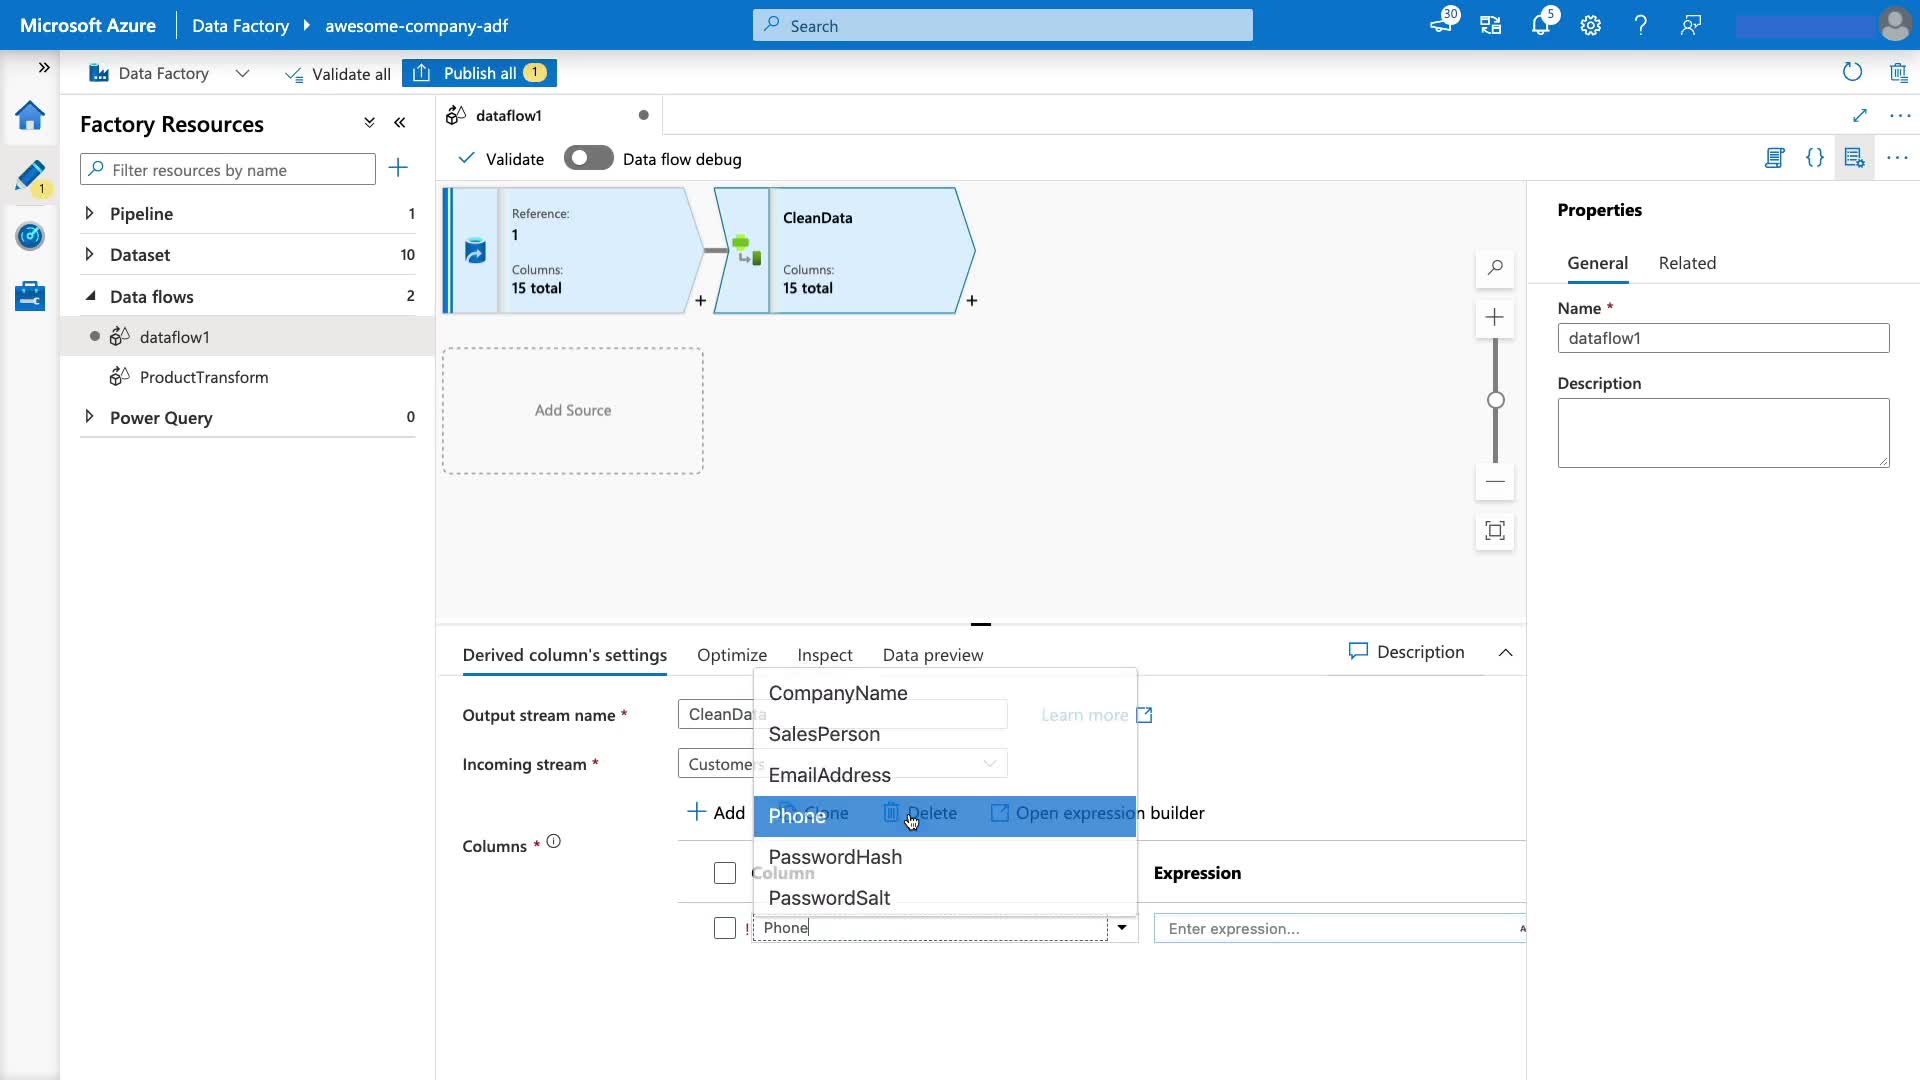 Microsoft Azure
Data Factory
awesome-company-adf
Search
30
5
Data Factory
Validate all
Publish all 1
Factory Resources
Filter resources by name
1
Pipeline 1
Dataset 10
Data flows 2
dataflow1
ProductTransform
Power Query 0
dataflow1
Validate
Data flow debug
Reference:
1
Columns:
15 total
CleanData
Columns:
15 total
Add Source
Properties
General
Related
Name *
dataflow1
Description
Derived column's settings
Optimize
Inspect
Data preview
Description
Output stream name *
CleanData
Learn more
Incoming stream *
Customers
CompanyName
SalesPerson
EmailAddress
Phone
PasswordHash
PasswordSalt
Add
Clone
Delete
Open expression builder
Columns *
Column
Expression
! Phone
Enter expression...